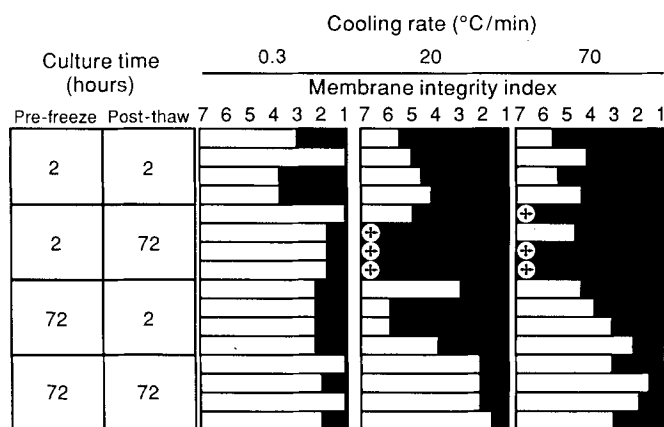 Cooling rate (°C/min)
Culture time (hours) 0.3 20 70
Membrane integrity index
Pre-freeze Post-thaw 7 6 5 4 3 2 1 7 6 5 4 3 2 1 7 6 5 4 3 2 1
2 2
2 72
72 2
72 72